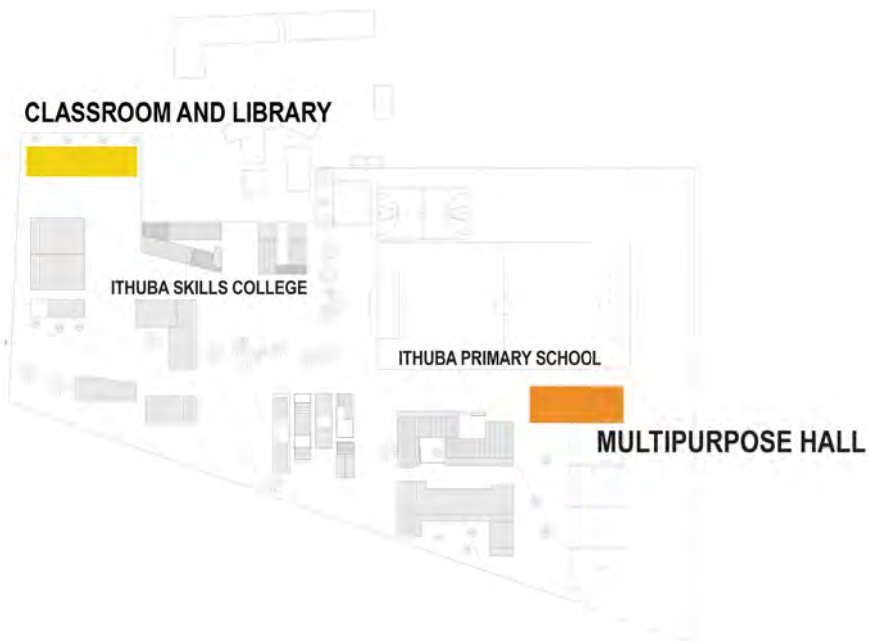 CLASSROOM AND LIBRARY
ITHUBA SKILLS COLLEGE
ITHUBA PRIMARY SCHOOL
MULTIPURPOSE HALL